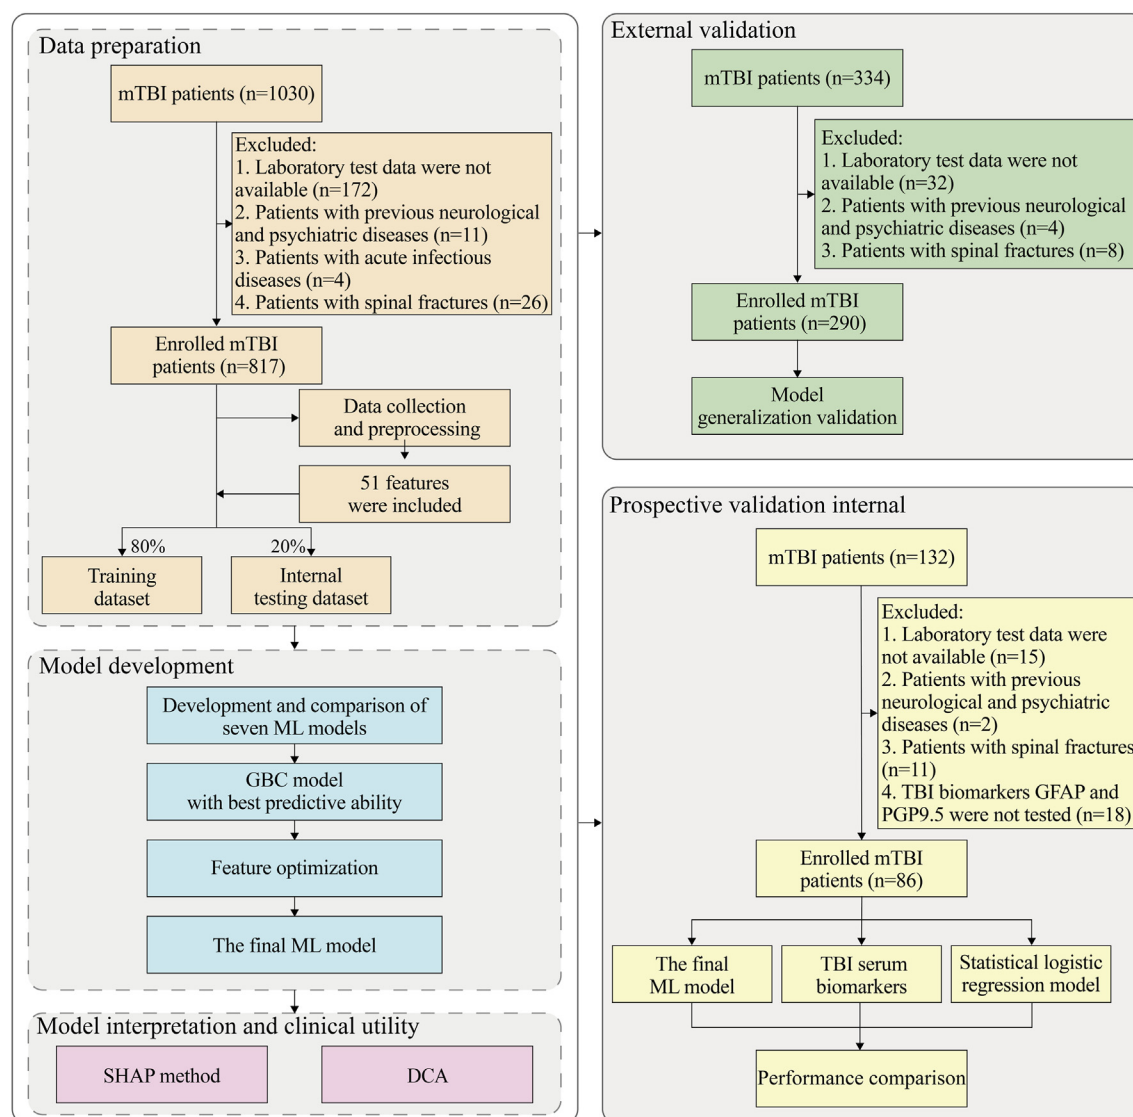 Data preparation
mTBI patients (n=1030)
Excluded:
1. Laboratory test data were not
available (n=172)
2. Patients with previous neurological
and psychiatric diseases (n=11)
3. Patients with acute infectious
diseases (n=4)
4. Patients with spinal fractures (n=26)
Enrolled mTBI
patients (n=817)
Data collection
and preprocessing
51 features
were included
80%
20%
Training
dataset
Internal
testing dataset
Model development
Development and comparison of
seven ML models
GBC model
with best predictive ability
Feature optimization
The final ML model
Model interpretation and clinical utility
SHAP method
DCA
External validation
mTBI patients (n=334)
Excluded:
1. Laboratory test data were not
available (n=32)
2. Patients with previous neurological
and psychiatric diseases (n=4)
3. Patients with spinal fractures (n=8)
Enrolled mTBI
patients (n=290)
Model
generalization validation
Prospective validation internal
mTBI patients (n=132)
Excluded:
1. Laboratory test data were
not available (n=15)
2. Patients with previous
neurological and psychiatric
diseases (n=2)
3. Patients with spinal fractures
(n=11)
4. TBI biomarkers GFAP and
PGP9.5 were not tested (n=18)
Enrolled mTBI
patients (n=86)
The final
ML model
TBI serum
biomarkers
Statistical logistic
regression model
Performance comparison